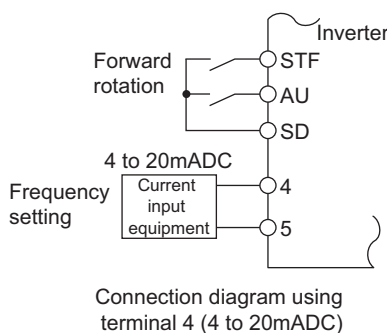 Inverter
Forward
rotation
STF
AU
SD
4 to 20mADC
Frequency
setting
Current
input
equipment
4
5
Connection diagram using
terminal 4 (4 to 20mADC)